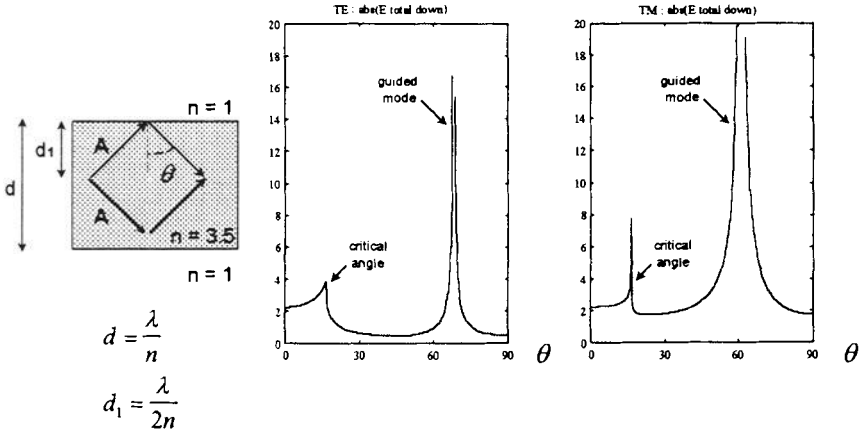 TE : abs(E total down)
TM : abs(E total down)
n = 1
d₁
d
A
θ
A
n = 3.5
n = 1
d = λ/n
d₁ = λ/2n
20
18
16
14
12
10
8
6
4
2
0
guided
mode
critical
angle
0
30
60
90
θ
20
18
16
14
12
10
8
6
4
2
0
guided
mode
critical
angle
0
30
60
90
θ